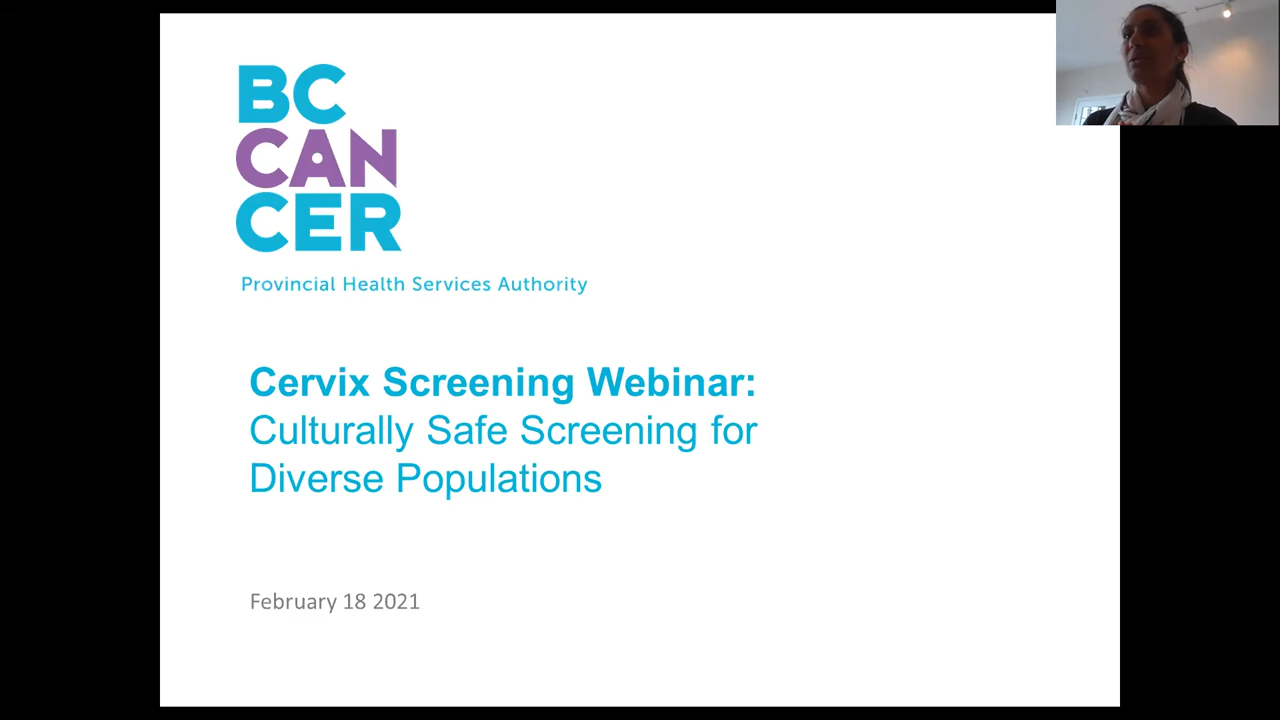 BC
CAN
CER
Provincial Health Services Authority
Cervix Screening Webinar:
Culturally Safe Screening for
Diverse Populations
February 18 2021